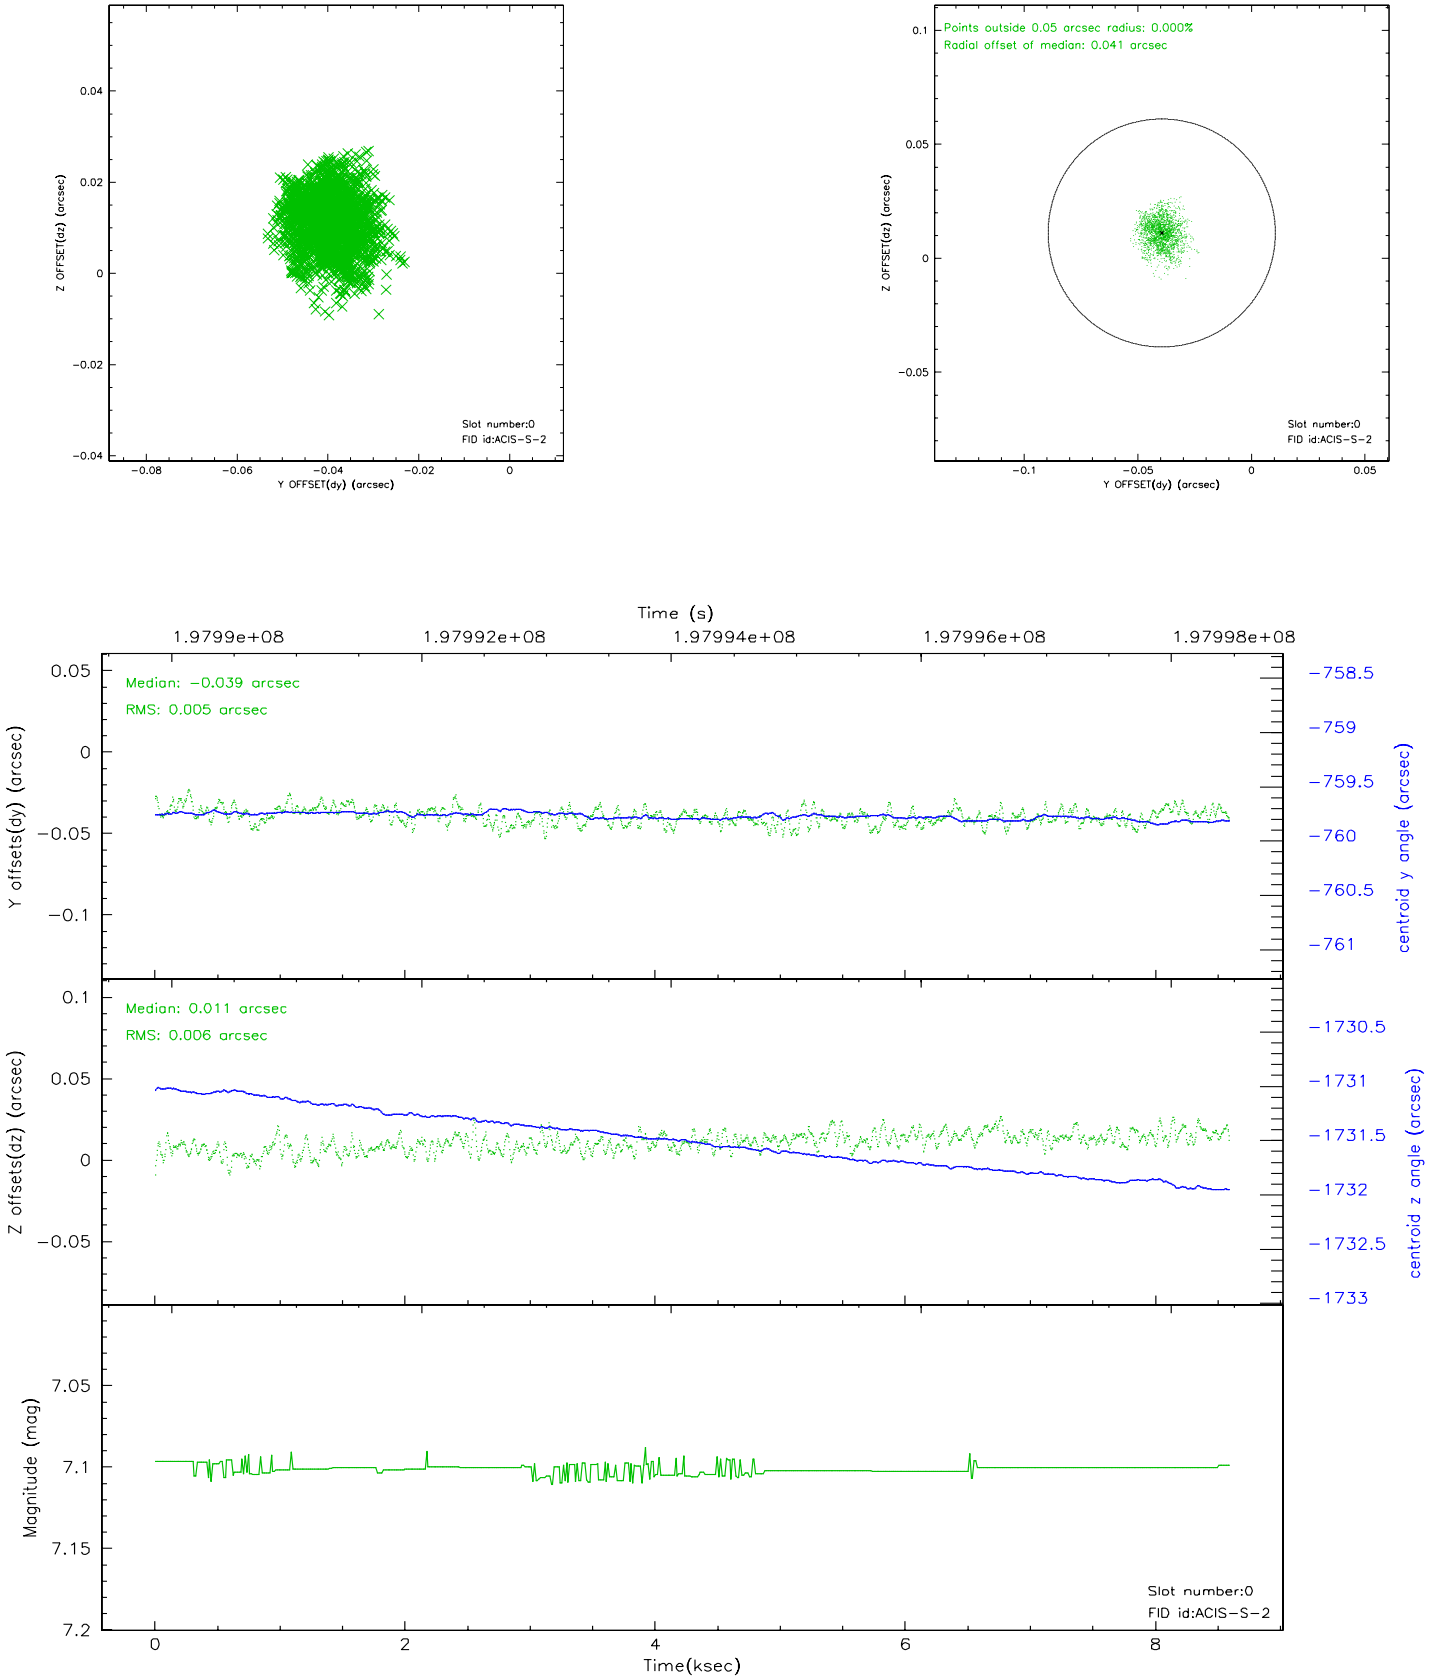 0.04
0.02
0
−0.02
−0.04
Z OFFSET(dz) (arcsec)
−0.08
−0.06
−0.04
−0.02
0
Y OFFSET(dy) (arcsec)
Slot number:0
FID id:ACIS−S−2
Points outside 0.05 arcsec radius: 0.000%
Radial offset of median: 0.041 arcsec
0.1
0.05
0
−0.05
Z OFFSET(dz) (arcsec)
−0.1
−0.05
0
0.05
Y OFFSET(dy) (arcsec)
Slot number:0
FID id:ACIS−S−2
Time (s)
1.9799e+08
1.97992e+08
1.97994e+08
1.97996e+08
1.97998e+08
Median: −0.039 arcsec
RMS: 0.005 arcsec
0.05
0
−0.05
−0.1
Y offsets(dy) (arcsec)
−758.5
−759
−759.5
−760
−760.5
−761
centroid y angle (arcsec)
Median: 0.011 arcsec
RMS: 0.006 arcsec
0.1
0.05
0
−0.05
Z offsets(dz) (arcsec)
−1730.5
−1731
−1731.5
−1732
−1732.5
−1733
centroid z angle (arcsec)
7.05
7.1
7.15
7.2
Magnitude (mag)
Slot number:0
FID id:ACIS−S−2
0
2
4
6
8
Time(ksec)